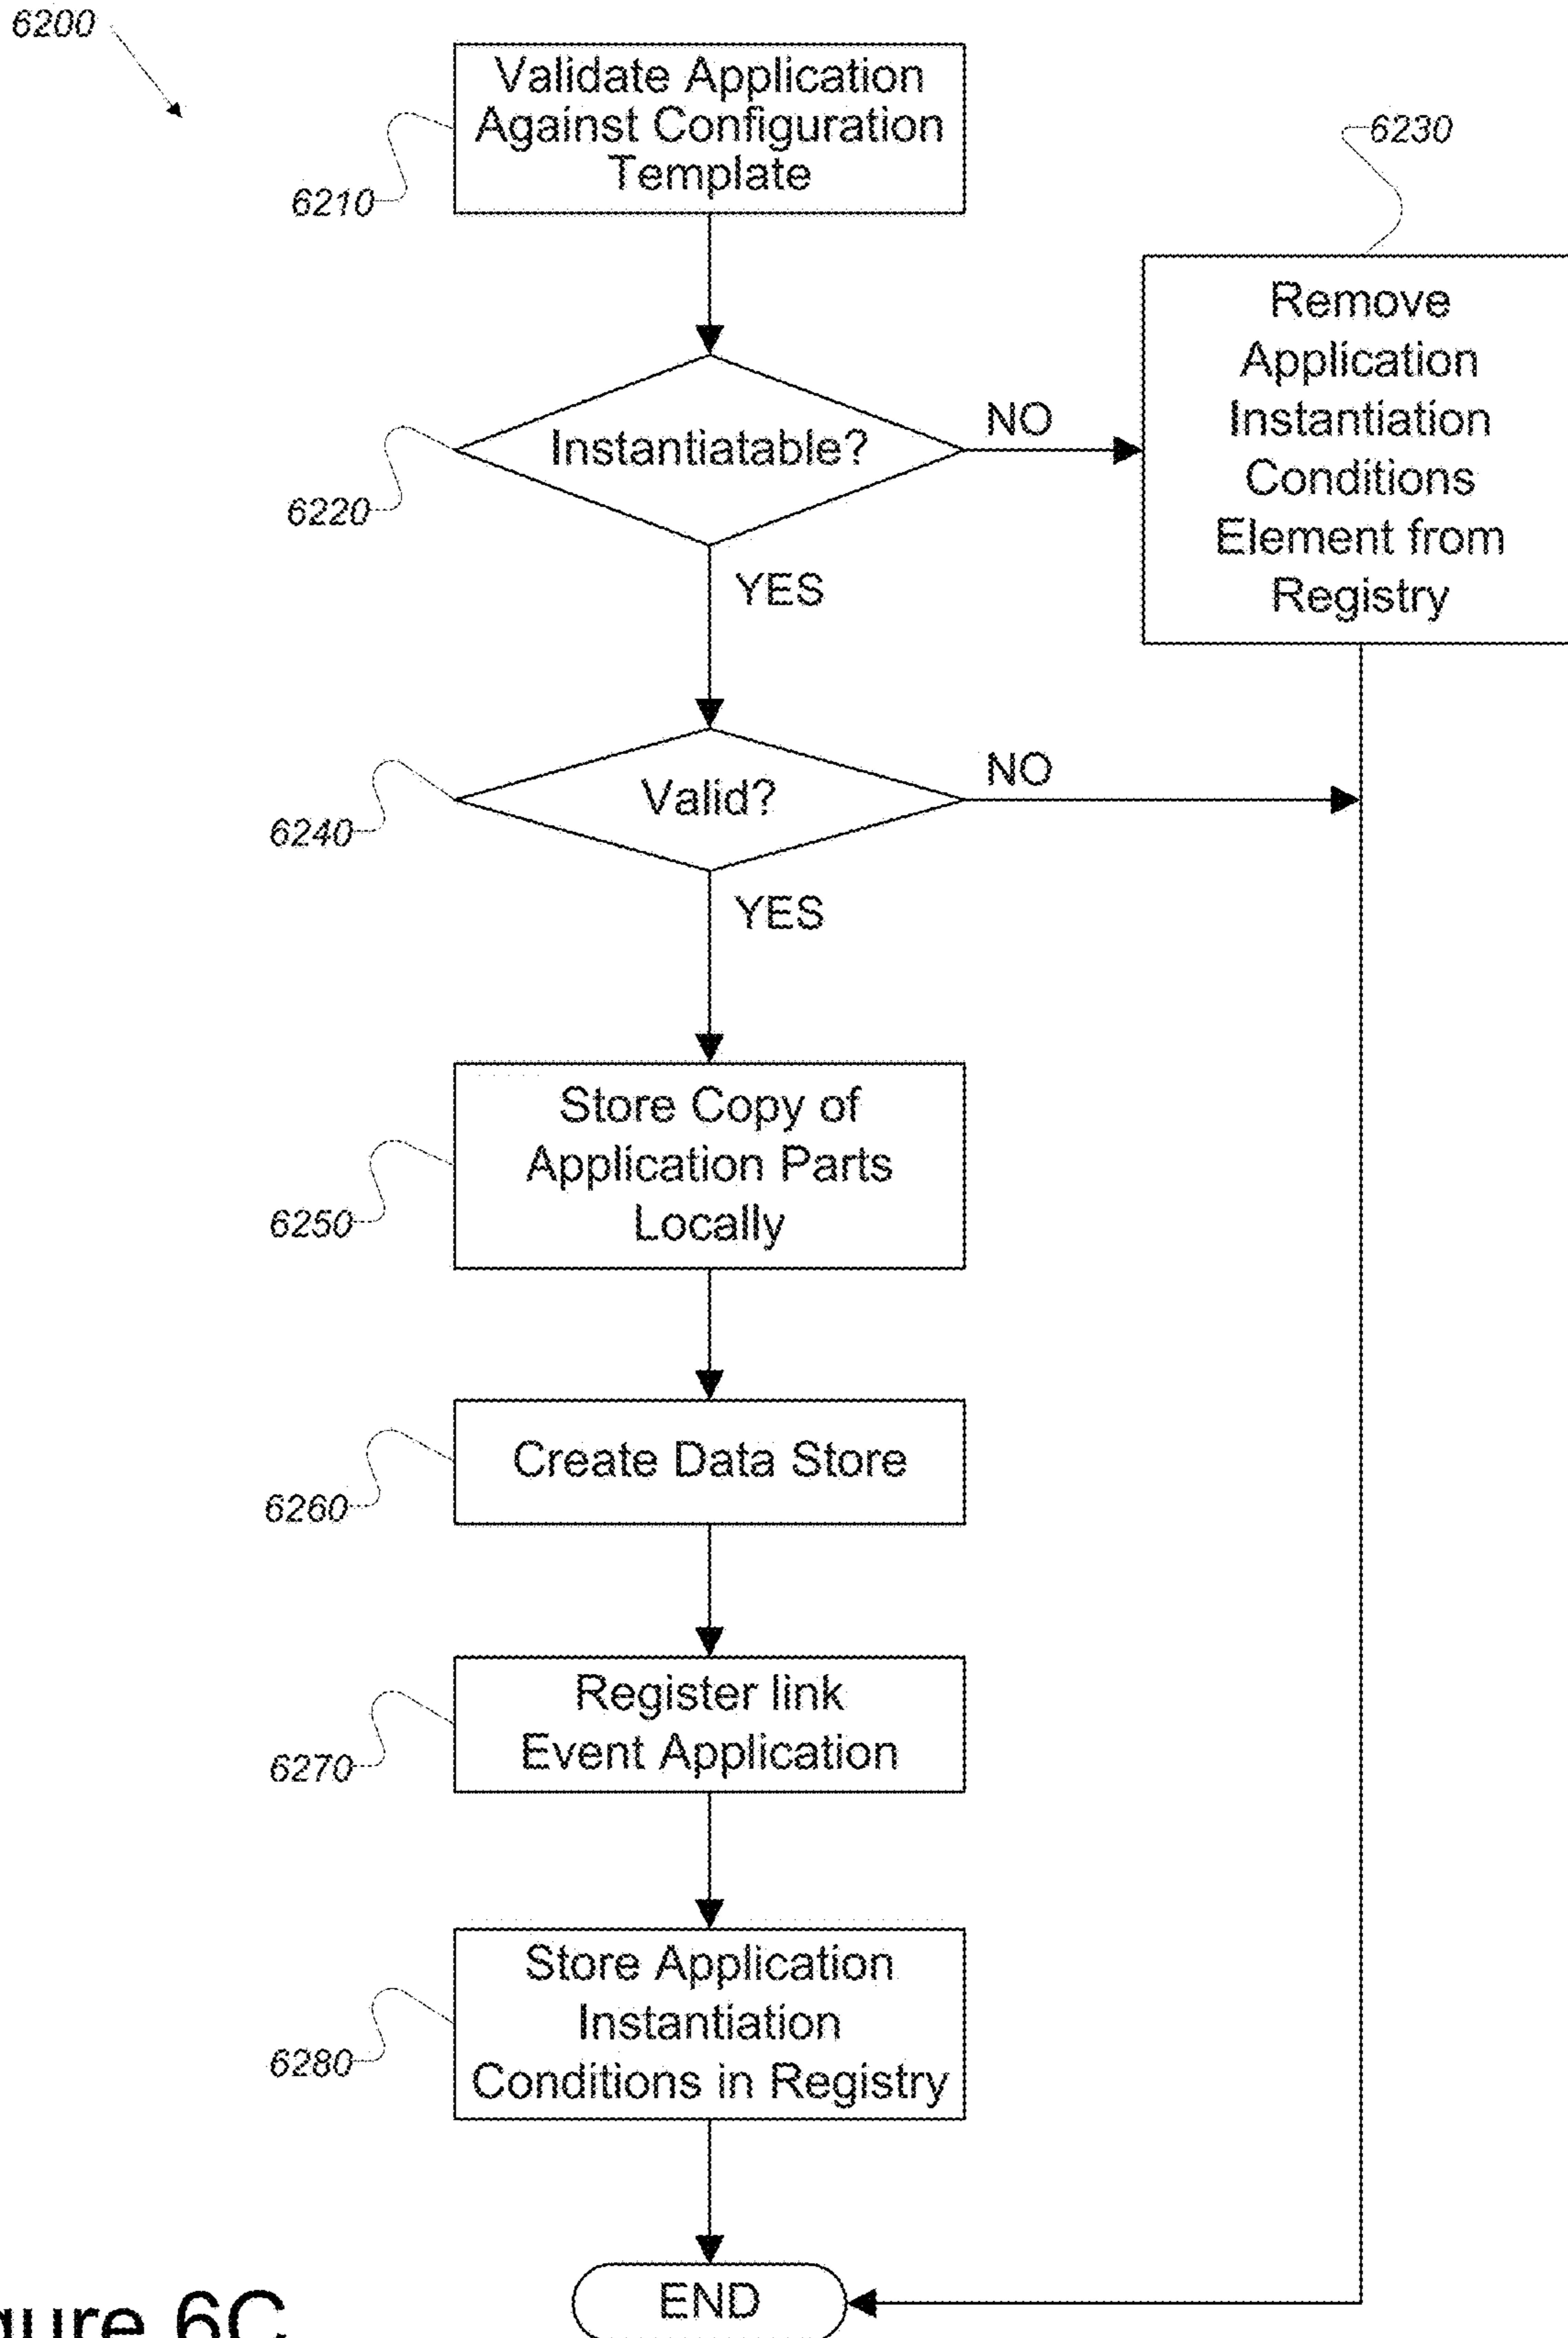 6200
Validate Application
Against Configuration
Template
6210
6230
Remove
Application
Instantiation
Conditions
Element from
Registry
Instantiatable?
NO
6220
YES
Valid?
NO
6240
YES
Store Copy of
Application Parts
Locally
6250
Create Data Store
6260
Register link
Event Application
6270
Store Application
Instantiation
Conditions in Registry
6280
END
gure 6C